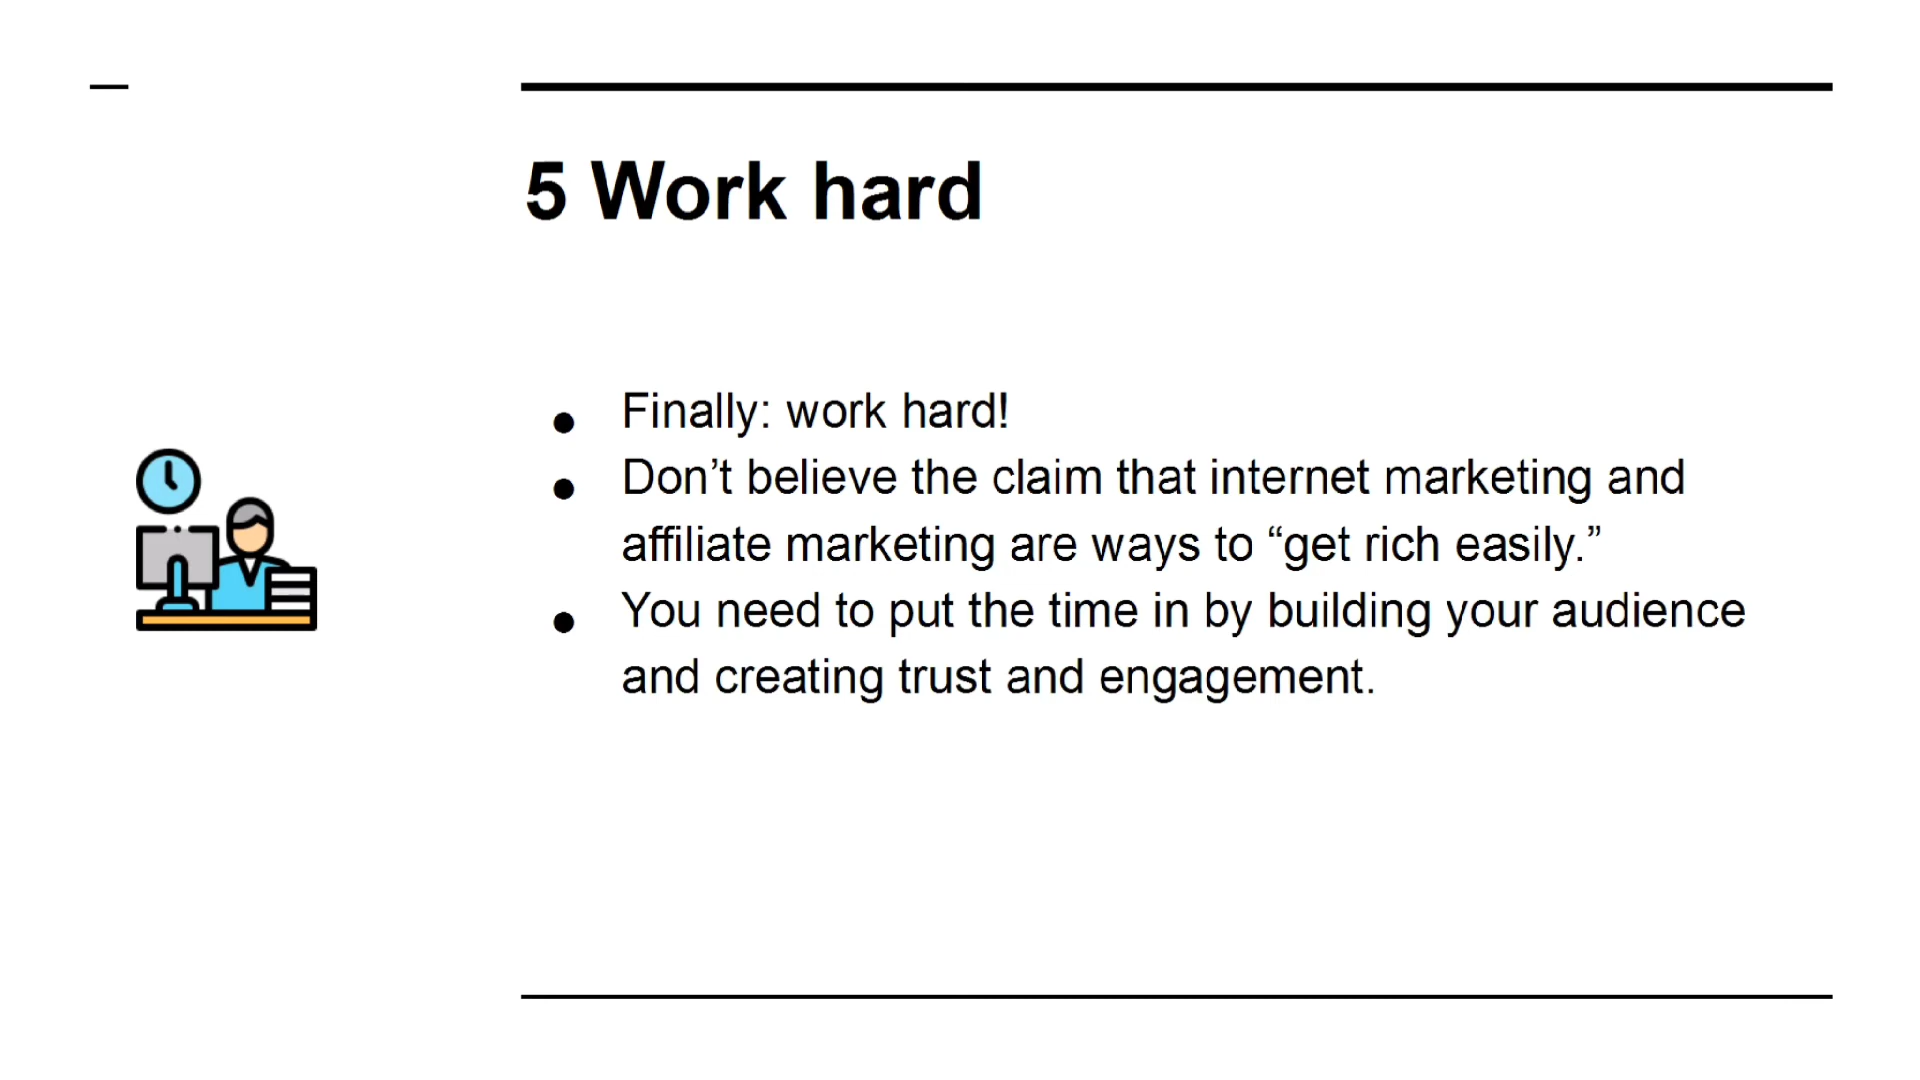 5 Work hard
● Finally: work hard!
● Don’t believe the claim that internet marketing and
affiliate marketing are ways to “get rich easily.”
● You need to put the time in by building your audience
and creating trust and engagement.